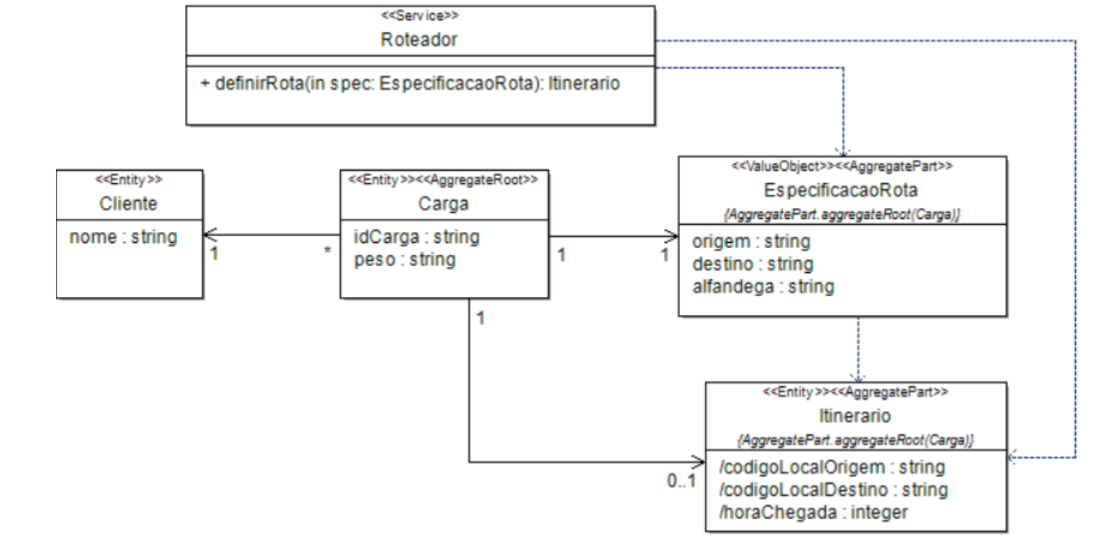 <<Service>>
Roteador
+ definirRota(in spec: EspecificacaoRota): Itinerario
<<Entity>>
Cliente
nome : string
1
*
<<Entity>><<AggregateRoot>>
Carga
idCarga : string
peso : string
1
1
1
<<ValueObject>><<AggregatePart>>
EspecificacaoRota
{AggregatePart.aggregateRoot(Carga)}
origem : string
destino : string
alfandega : string
<<Entity>><<AggregatePart>>
Itinerario
{AggregatePart.aggregateRoot(Carga)}
/codigoLocalOrigem : string
/codigoLocalDestino : string
/horaChegada : integer
0..1